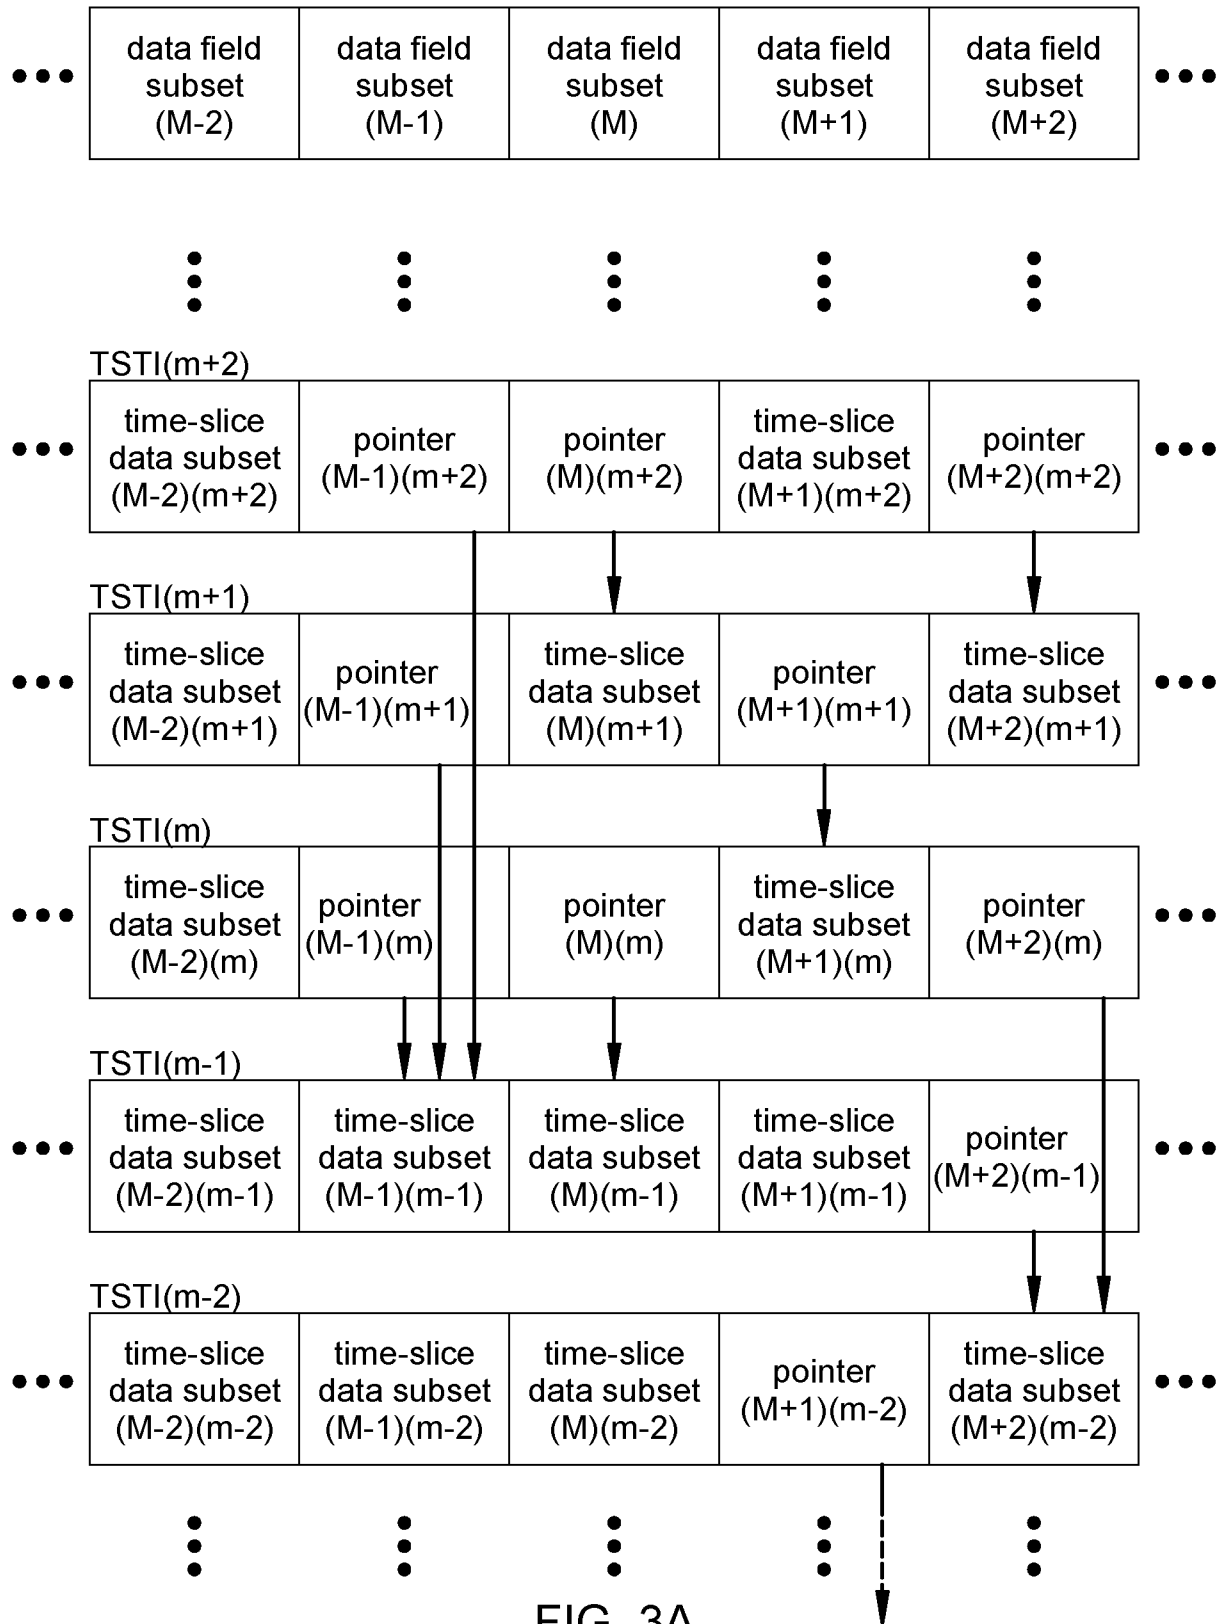 data field data field data field data field data field
subset subset subset subset subset
(M-2) (M-1) (M) (M+1) (M+2)
TSTI(m+2)
time-slice data subset (M-2)(m+2)
pointer (M-1)(m+2)
pointer (M)(m+2)
time-slice data subset (M+1)(m+2)
pointer (M+2)(m+2)
TSTI(m+1)
time-slice data subset (M-2)(m+1)
pointer (M-1)(m+1)
time-slice data subset (M)(m+1)
pointer (M+1)(m+1)
time-slice data subset (M+2)(m+1)
TSTI(m)
time-slice data subset (M-2)(m)
pointer (M-1)(m)
pointer (M)(m)
time-slice data subset (M+1)(m)
pointer (M+2)(m)
TSTI(m-1)
time-slice data subset (M-2)(m-1)
time-slice data subset (M-1)(m-1)
time-slice data subset (M)(m-1)
time-slice data subset (M+1)(m-1)
pointer (M+2)(m-1)
TSTI(m-2)
time-slice data subset (M-2)(m-2)
time-slice data subset (M-1)(m-2)
time-slice data subset (M)(m-2)
pointer (M+1)(m-2)
time-slice data subset (M+2)(m-2)
FIG. 3A